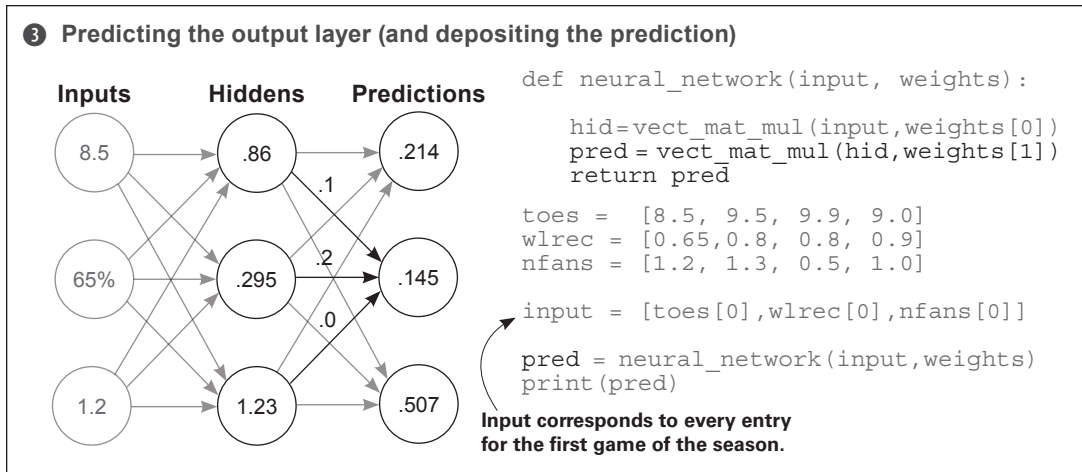 ❸ Predicting the output layer (and depositing the prediction)
Inputs Hiddens Predictions
8.5 .86 .214
.1
65% .295 .2 .145
.0
1.2 1.23 .507
def neural_network(input, weights):
hid=vect_mat_mul(input,weights[0])
pred = vect_mat_mul(hid,weights[1])
return pred
toes = [8.5, 9.5, 9.9, 9.0]
wlrec = [0.65,0.8, 0.8, 0.9]
nfans = [1.2, 1.3, 0.5, 1.0]
input = [toes[0],wlrec[0],nfans[0]]
pred = neural_network(input,weights)
print(pred)
Input corresponds to every entry
for the first game of the season.